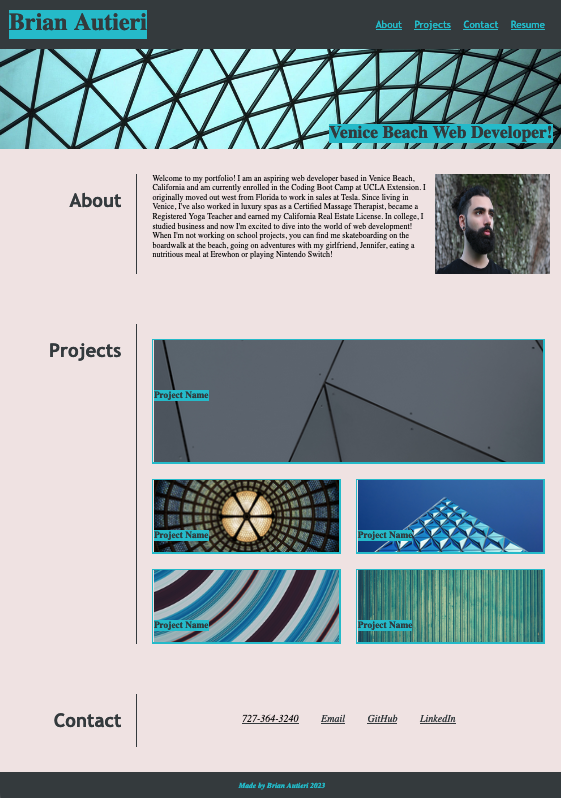 Brian Autieri
About Projects Contact Resume
Venice Beach Web Developer!
About
Welcome to my portfolio! I am an aspiring web developer based in Venice Beach,
California and am currently enrolled in the Coding Boot Camp at UCLA Extension. I
originally moved out west from Florida to work in sales at Tesla. Since living in
Venice, I've also worked in luxury spas as a Certified Massage Therapist, became a
Registered Yoga Teacher and earned my California Real Estate License. In college, I
studied business and now I'm excited to dive into the world of web development!
When I'm not working on school projects, you can find me skateboarding on the
boardwalk at the beach, going on adventures with my girlfriend, Jennifer, eating a
nutritious meal at Erewhon or playing Nintendo Switch!
Projects
Project Name
Project Name
Project Name
Project Name
Project Name
Contact
727-364-3240 Email GitHub LinkedIn
Made by Brian Autieri 2023